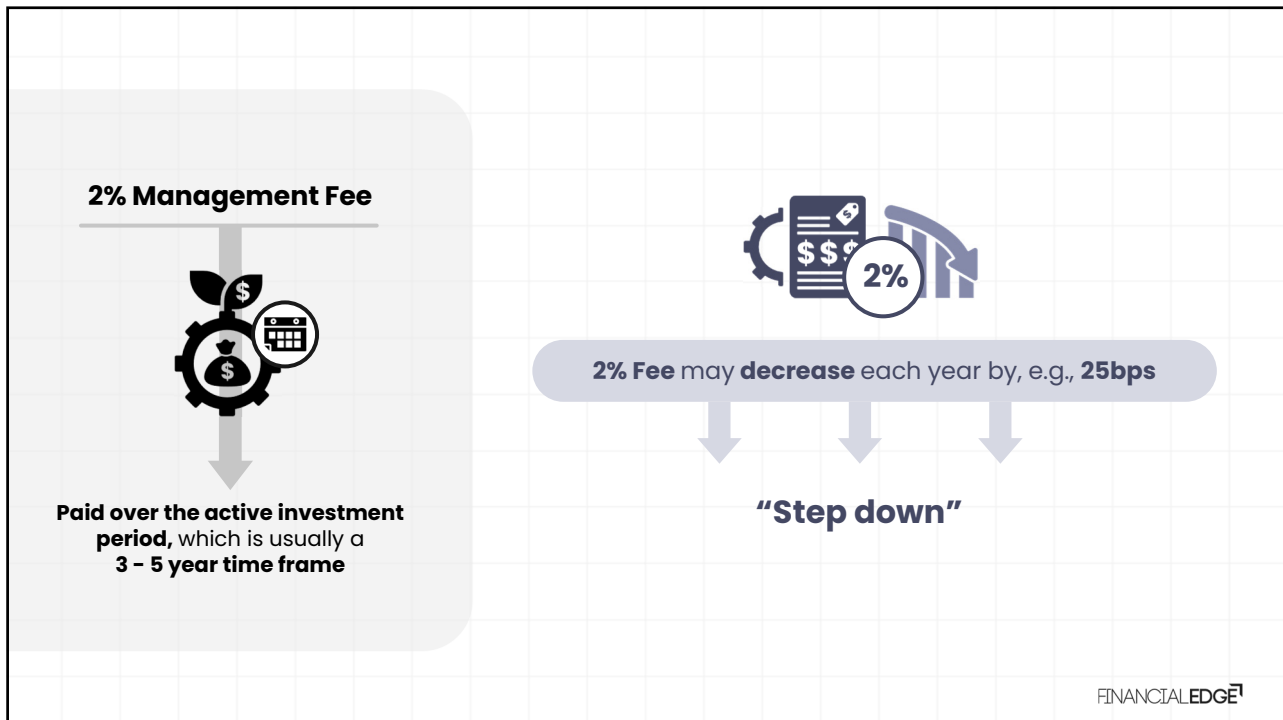 2% Management Fee
$
$
Paid over the active investment
period, which is usually a
3 - 5 year time frame
$
$$$
2%
2% Fee may decrease each year by, e.g., 25bps
“Step down”
FINANCIALEDGE